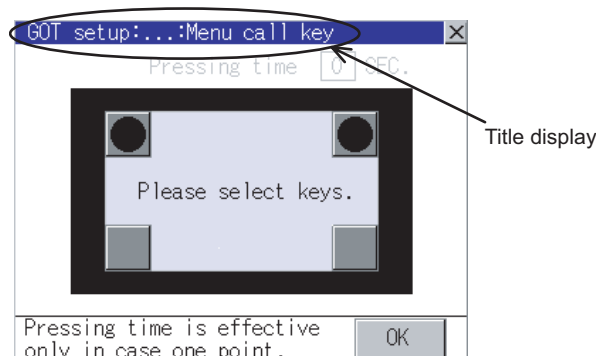 GOT setup:...:Menu call key
Pressing time 0 SEC.
Title display
Please select keys.
Pressing time is effective
only in case one point.
OK